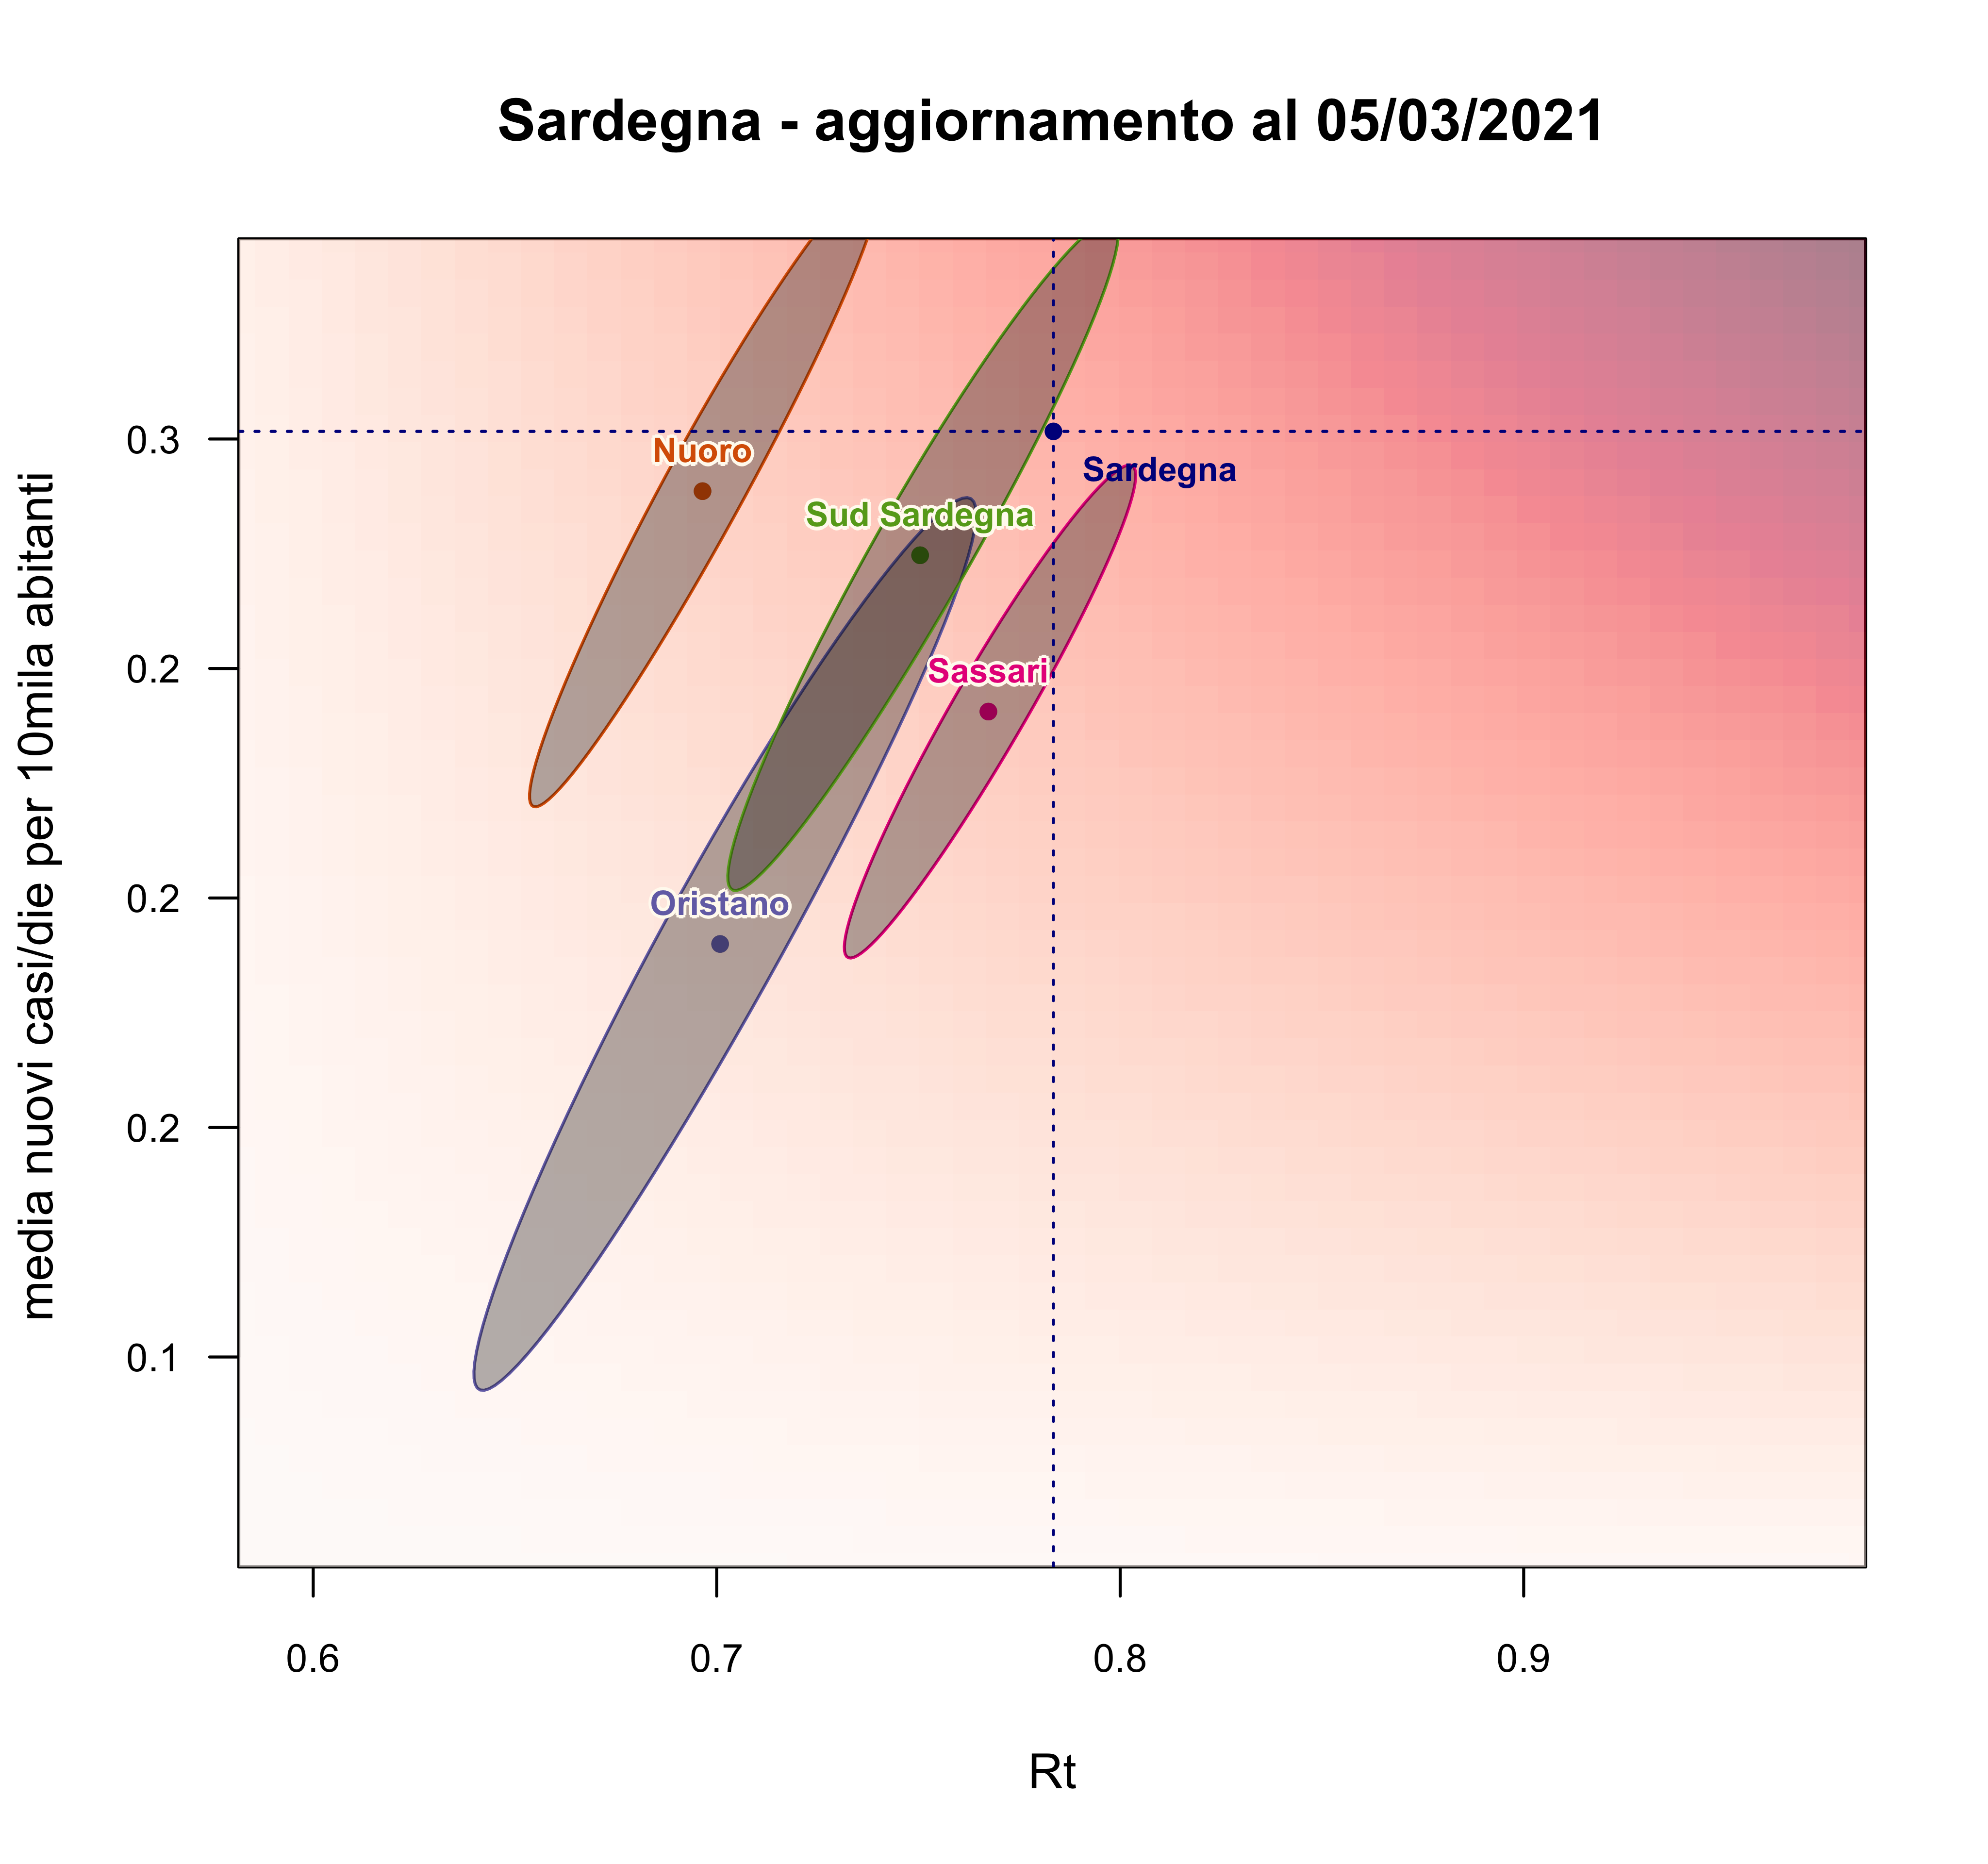 Sardegna - aggiornamento al 05/03/2021
media nuovi casi/die per 10mila abitanti
0.3
0.2
0.2
0.2
0.1
Nuoro
Sardegna
Sud Sardegna
Sassari
Oristano
0.6
0.7
0.8
0.9
Rt